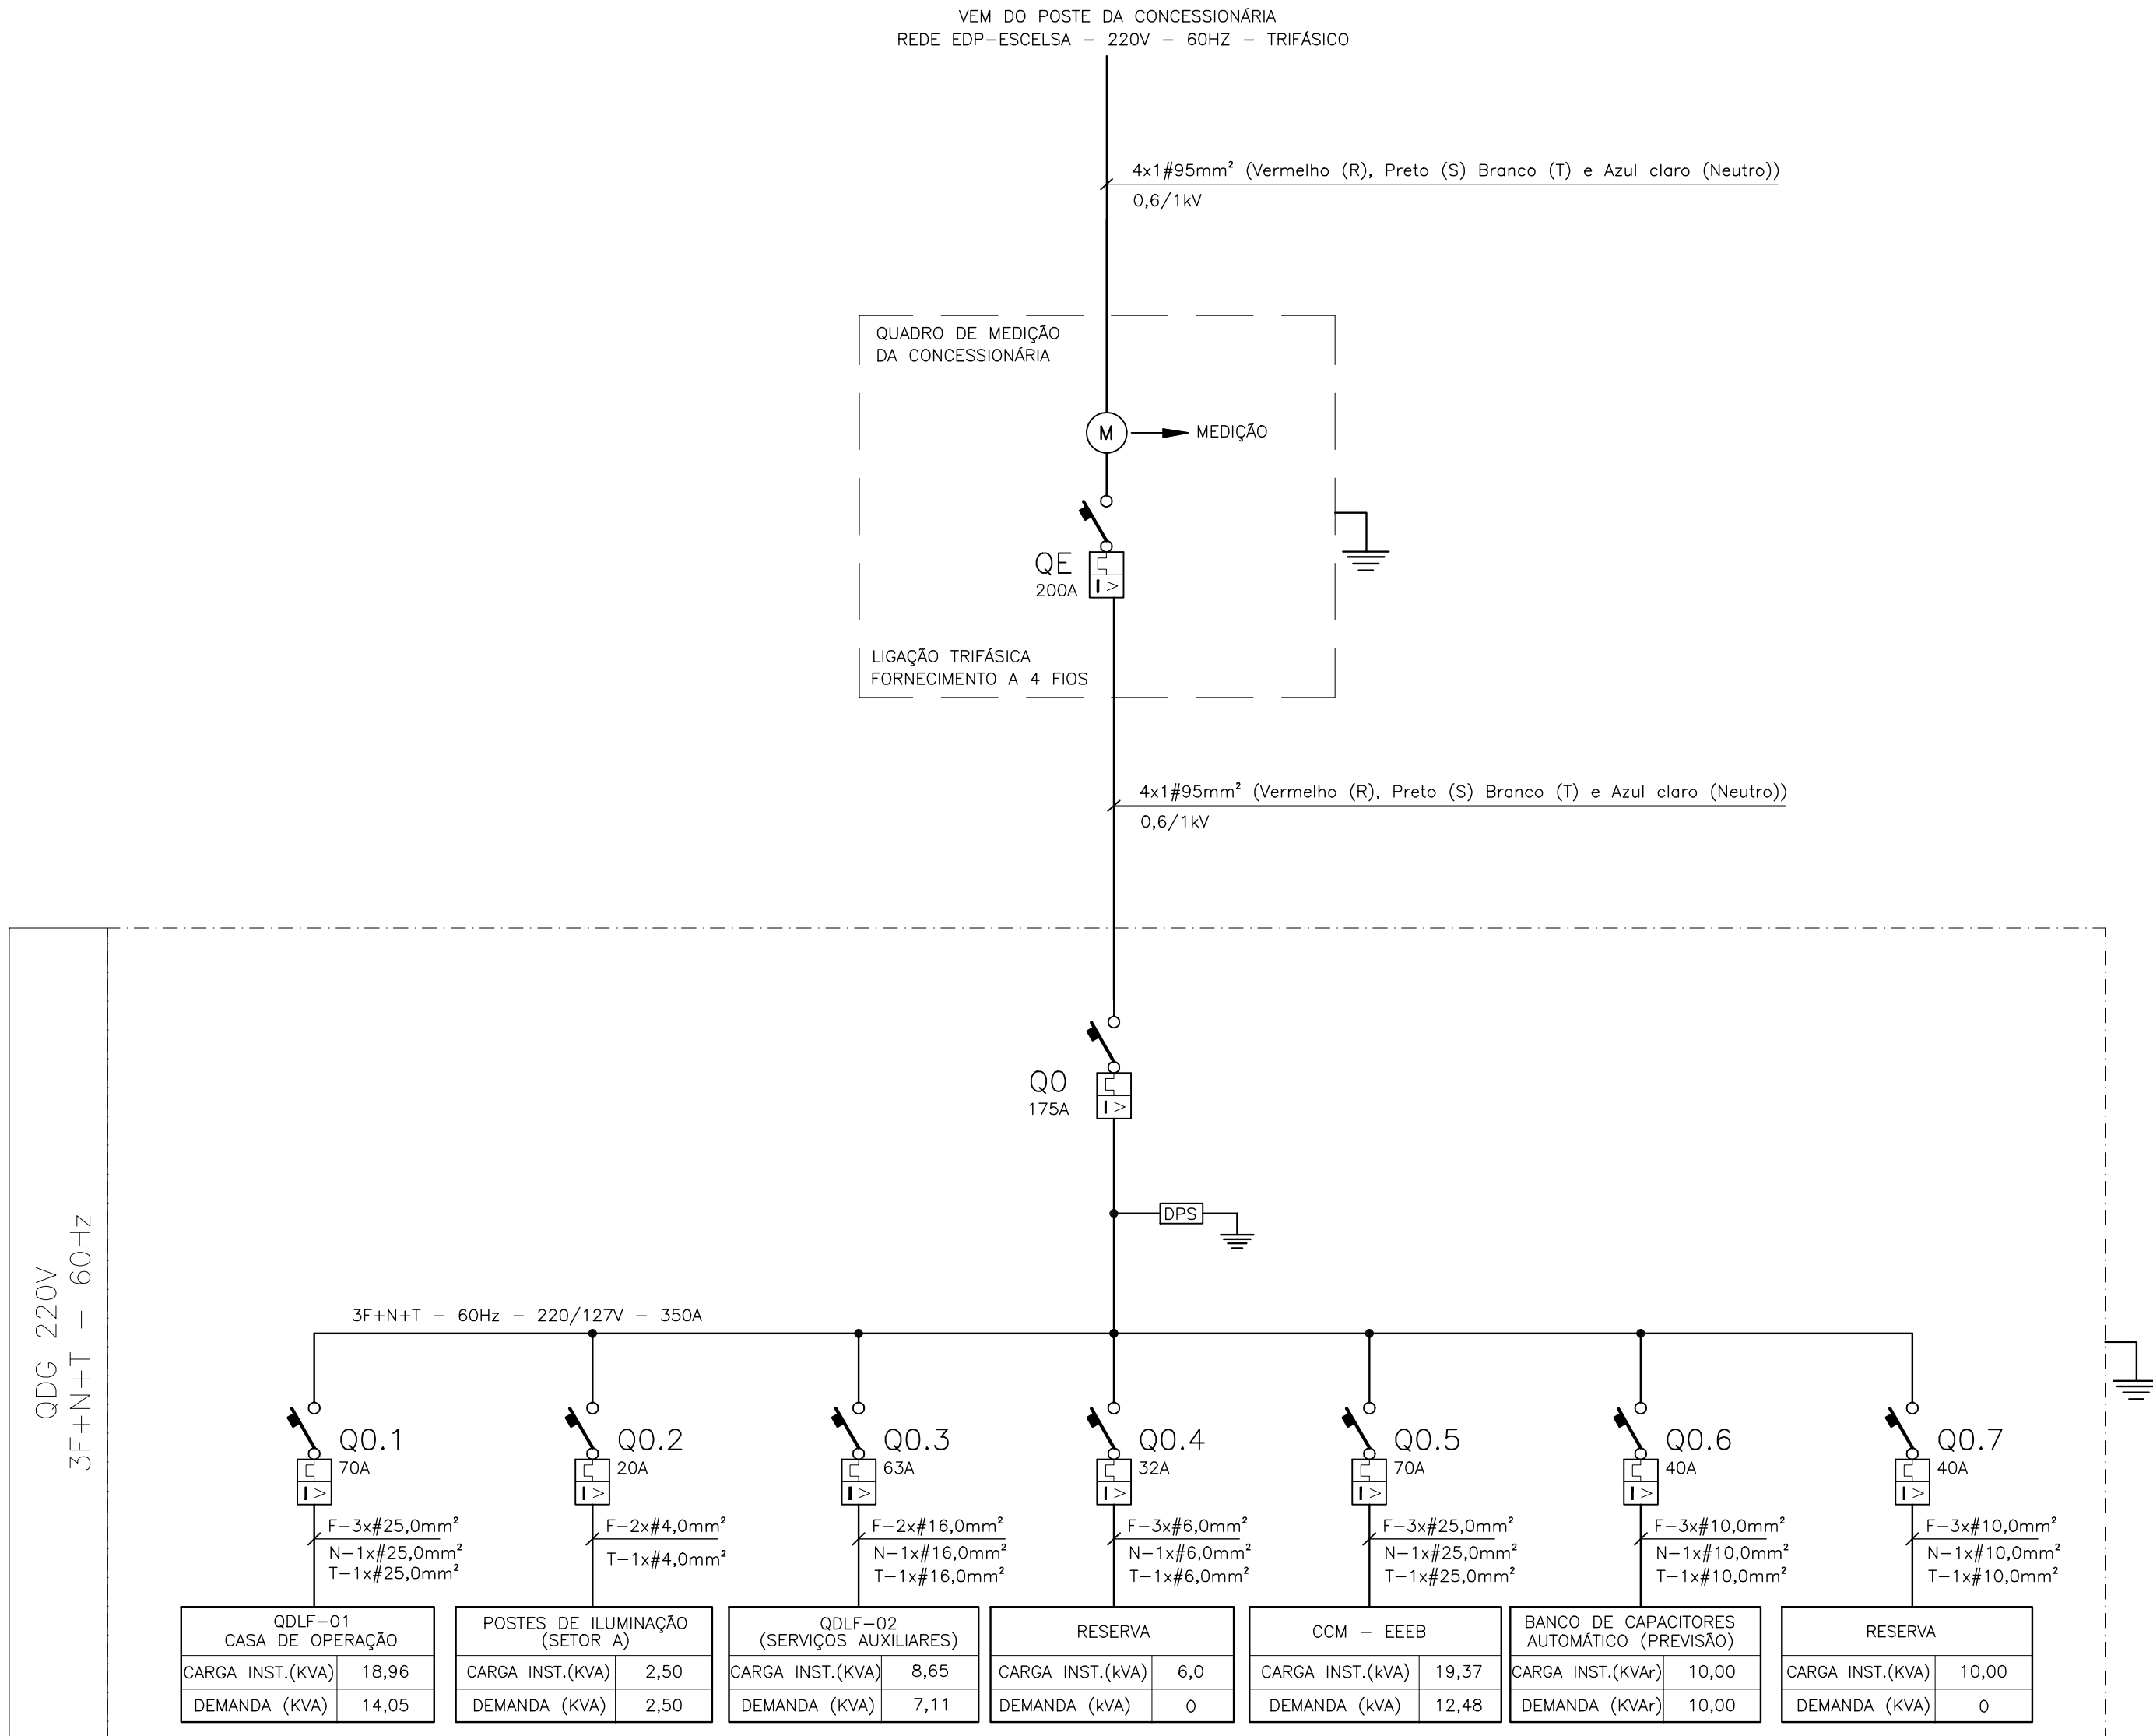 VEM DO POSTE DA CONCESSIONÁRIA
REDE EDP-ESCELSA - 220V - 60HZ - TRIFÁSICO
4x1#95mm² (Vermelho (R), Preto (S) Branco (T) e Azul claro (Neutro))
0,6/1kV
QUADRO DE MEDIÇÃO
DA CONCESSIONÁRIA
M
MEDIÇÃO
QE
200A
I >
LIGAÇÃO TRIFÁSICA
FORNECIMENTO A 4 FIOS
4x1#95mm² (Vermelho (R), Preto (S) Branco (T) e Azul claro (Neutro))
0,6/1kV
QDG 220V
3F+N+T - 60Hz
Q0
175A
I >
DPS
3F+N+T - 60Hz - 220/127V - 350A
Q0.1
70A
I >
F-3x#25,0mm²
N-1x#25,0mm²
T-1x#25,0mm²
QDLF-01
CASA DE OPERAÇÃO
CARGA INST.(KVA) 18,96
DEMANDA (KVA) 14,05
Q0.2
20A
I >
F-2x#4,0mm²
T-1x#4,0mm²
POSTES DE ILUMINAÇÃO
(SETOR A)
CARGA INST.(KVA) 2,50
DEMANDA (KVA) 2,50
Q0.3
63A
I >
F-2x#16,0mm²
N-1x#16,0mm²
T-1x#16,0mm²
QDLF-02
(SERVIÇOS AUXILIARES)
CARGA INST.(KVA) 8,65
DEMANDA (KVA) 7,11
Q0.4
32A
I >
F-3x#6,0mm²
N-1x#6,0mm²
T-1x#6,0mm²
RESERVA
CARGA INST.(kVA) 6,0
DEMANDA (kVA) 0
Q0.5
70A
I >
F-3x#25,0mm²
N-1x#25,0mm²
T-1x#25,0mm²
CCM - EEEB
CARGA INST.(kVA) 19,37
DEMANDA (kVA) 12,48
Q0.6
40A
I >
F-3x#10,0mm²
N-1x#10,0mm²
T-1x#10,0mm²
BANCO DE CAPACITORES
AUTOMÁTICO (PREVISÃO)
CARGA INST.(KVAr) 10,00
DEMANDA (KVAr) 10,00
Q0.7
40A
I >
F-3x#10,0mm²
N-1x#10,0mm²
T-1x#10,0mm²
RESERVA
CARGA INST.(KVA) 10,00
DEMANDA (KVA) 0